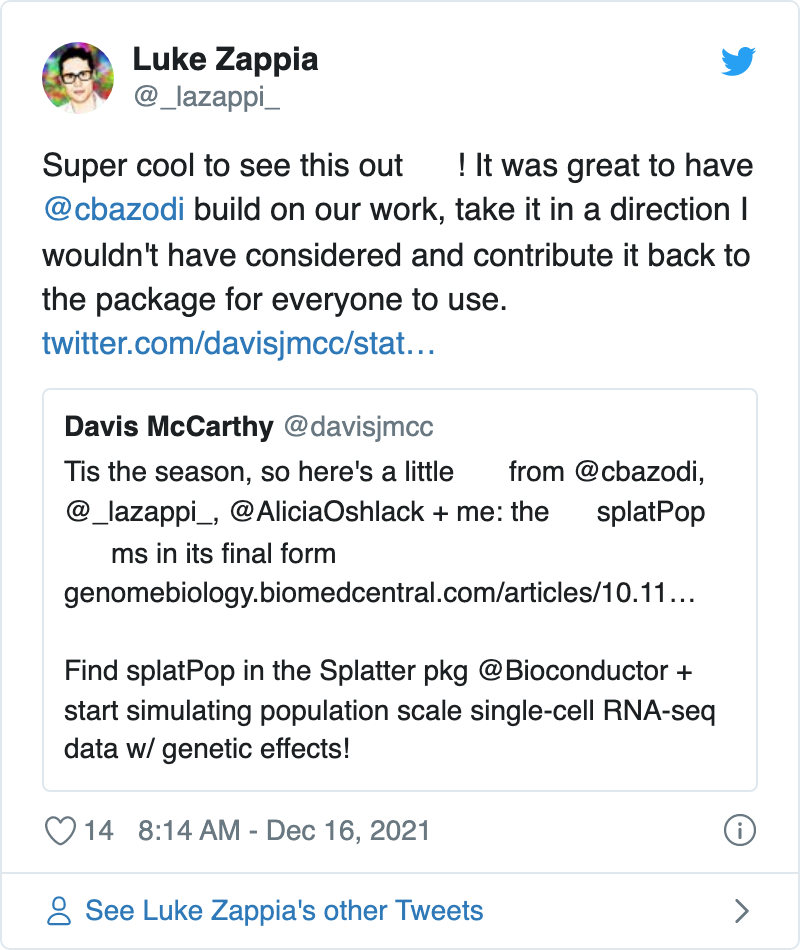 Luke Zappia
@_lazappi_
Super cool to see this out ! It was great to have
@cbazodi build on our work, take it in a direction I
wouldn't have considered and contribute it back to
the package for everyone to use.
twitter.com/davisjmcc/stat…
Davis McCarthy @davisjmcc
Tis the season, so here's a little from @cbazodi,
@_lazappi_, @AliciaOshlack + me: the splatPop
ms in its final form
genomebiology.biomedcentral.com/articles/10.11…
Find splatPop in the Splatter pkg @Bioconductor +
start simulating population scale single-cell RNA-seq
data w/ genetic effects!
14 8:14 AM - Dec 16, 2021
See Luke Zappia's other Tweets